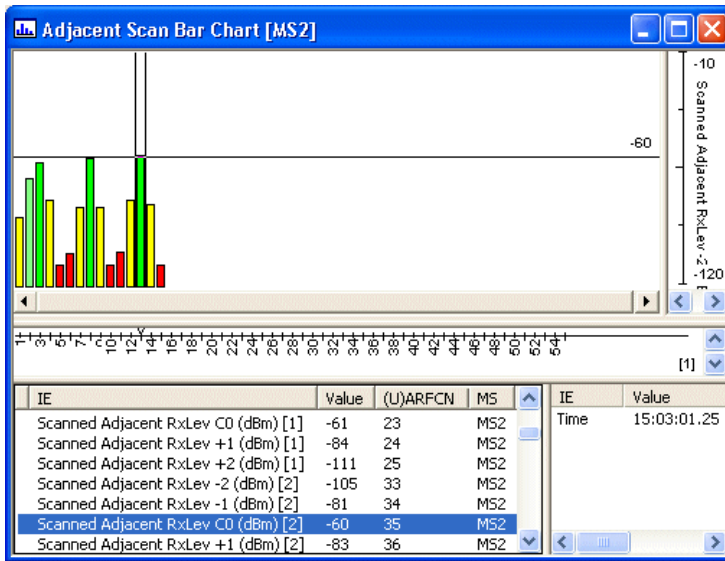 Adjacent Scan Bar Chart [MS2]
-10
-60
Scanned Adjacent RxLev -2
-120
1 3 5 7 10 12 14 16 18 20 22 24 26 28 30 32 34 36 38 40 42 44 46 48 50 52 54
[1]
IE Value (U)ARFCN MS
Scanned Adjacent RxLev C0 (dBm) [1] -61 23 MS2
Scanned Adjacent RxLev +1 (dBm) [1] -84 24 MS2
Scanned Adjacent RxLev +2 (dBm) [1] -111 25 MS2
Scanned Adjacent RxLev -2 (dBm) [2] -105 33 MS2
Scanned Adjacent RxLev -1 (dBm) [2] -81 34 MS2
Scanned Adjacent RxLev C0 (dBm) [2] -60 35 MS2
Scanned Adjacent RxLev +1 (dBm) [2] -83 36 MS2
IE Value
Time 15:03:01.25